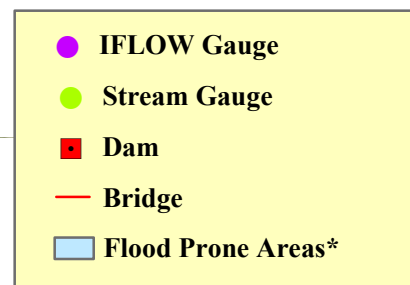 IFLOW Gauge
Stream Gauge
Dam
Bridge
Flood Prone Areas*